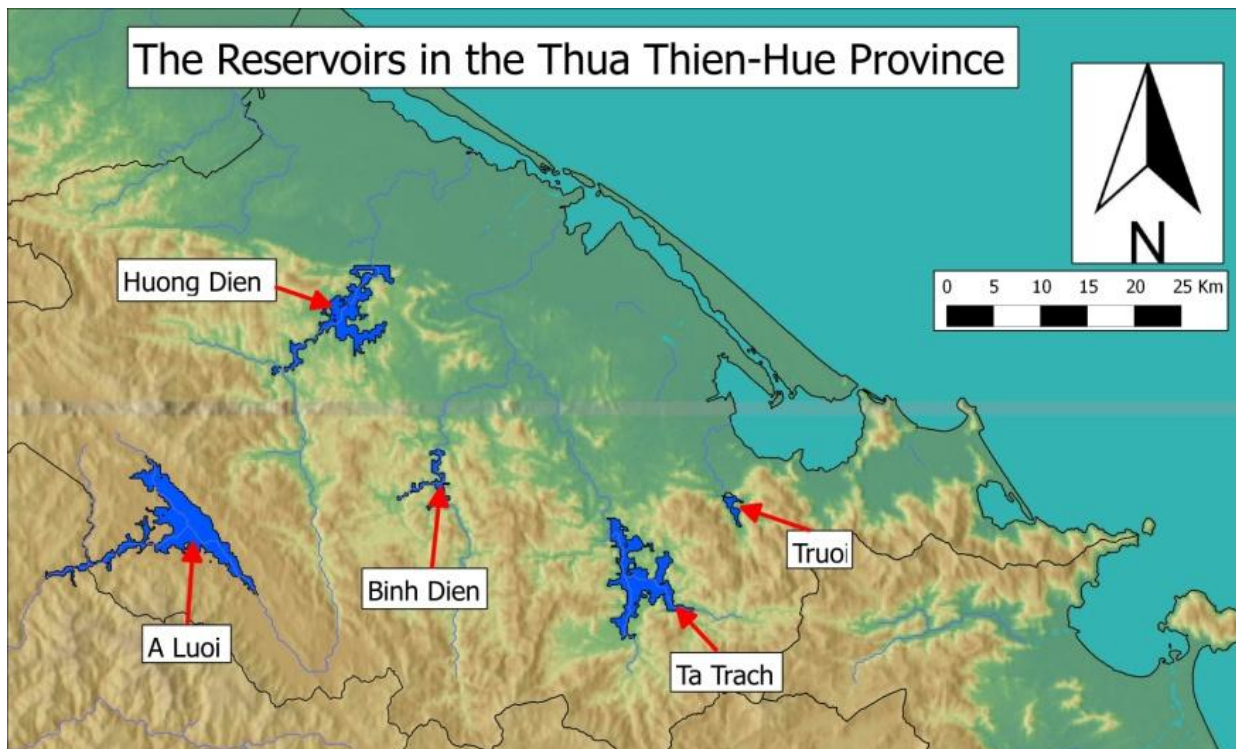 The Reservoirs in the Thua Thien-Hue Province
N
0 5 10 15 20 25 Km
Huong Dien
Binh Dien
Truoi
A Luoi
Ta Trach